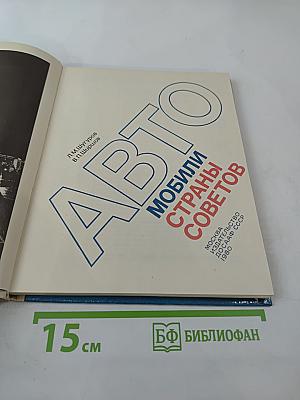 Л.М.Шугуров
В.П.Ширшов
АВТО
МОБИЛИ
СТРАНЫ
СОВЕТОВ
МОСКВА
ИЗДАТЕЛЬСТВО
ДОСААФ СССР
1980
15 см
БФ БИБЛИОФАН